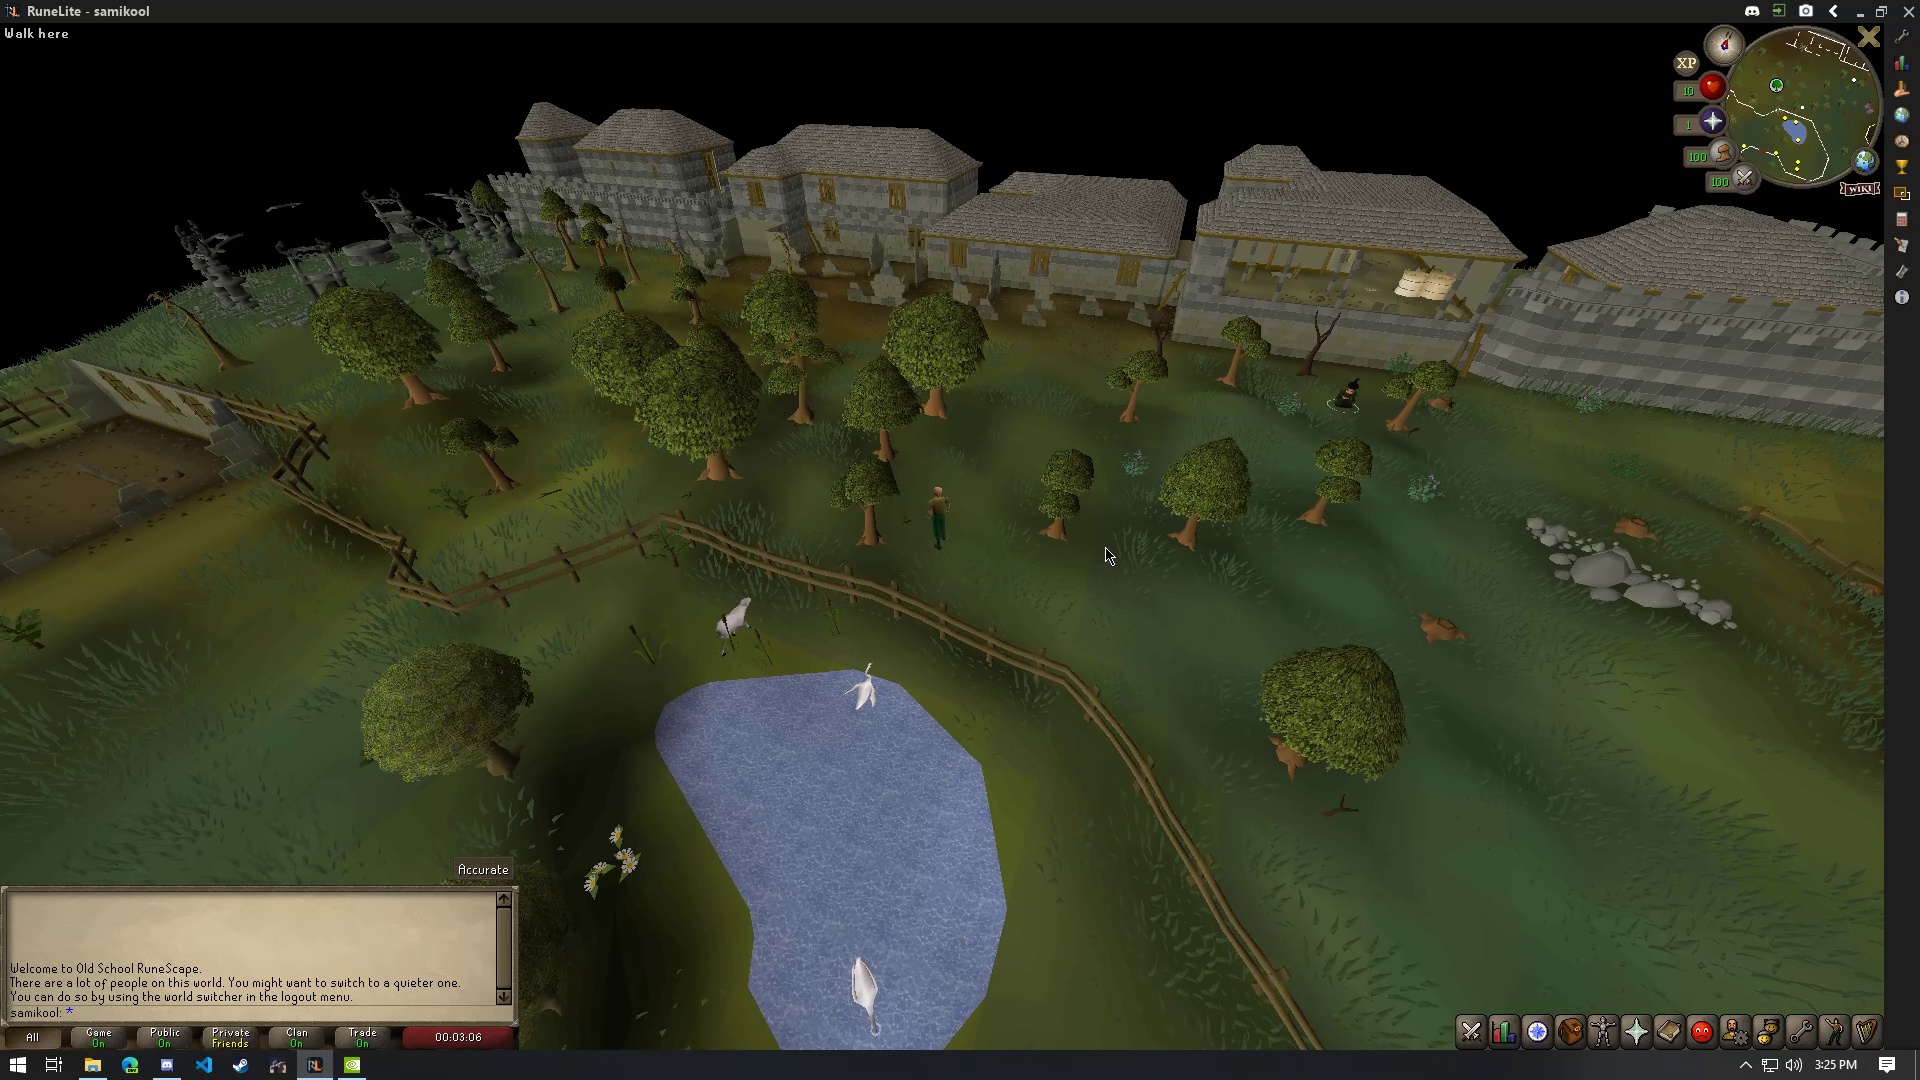 RuneLite - samikool
Walk here
XP
10
1
100
100
WIKI
Accurate
Welcome to Old School RuneScape.
There are a lot of people on this world. You might want to switch to a quieter one.
You can do so by using the world switcher in the logout menu.
samikool: *
All
Game
On
Public
On
Private
Friends
Clan
On
Trade
On
00:03:06
3:25 PM